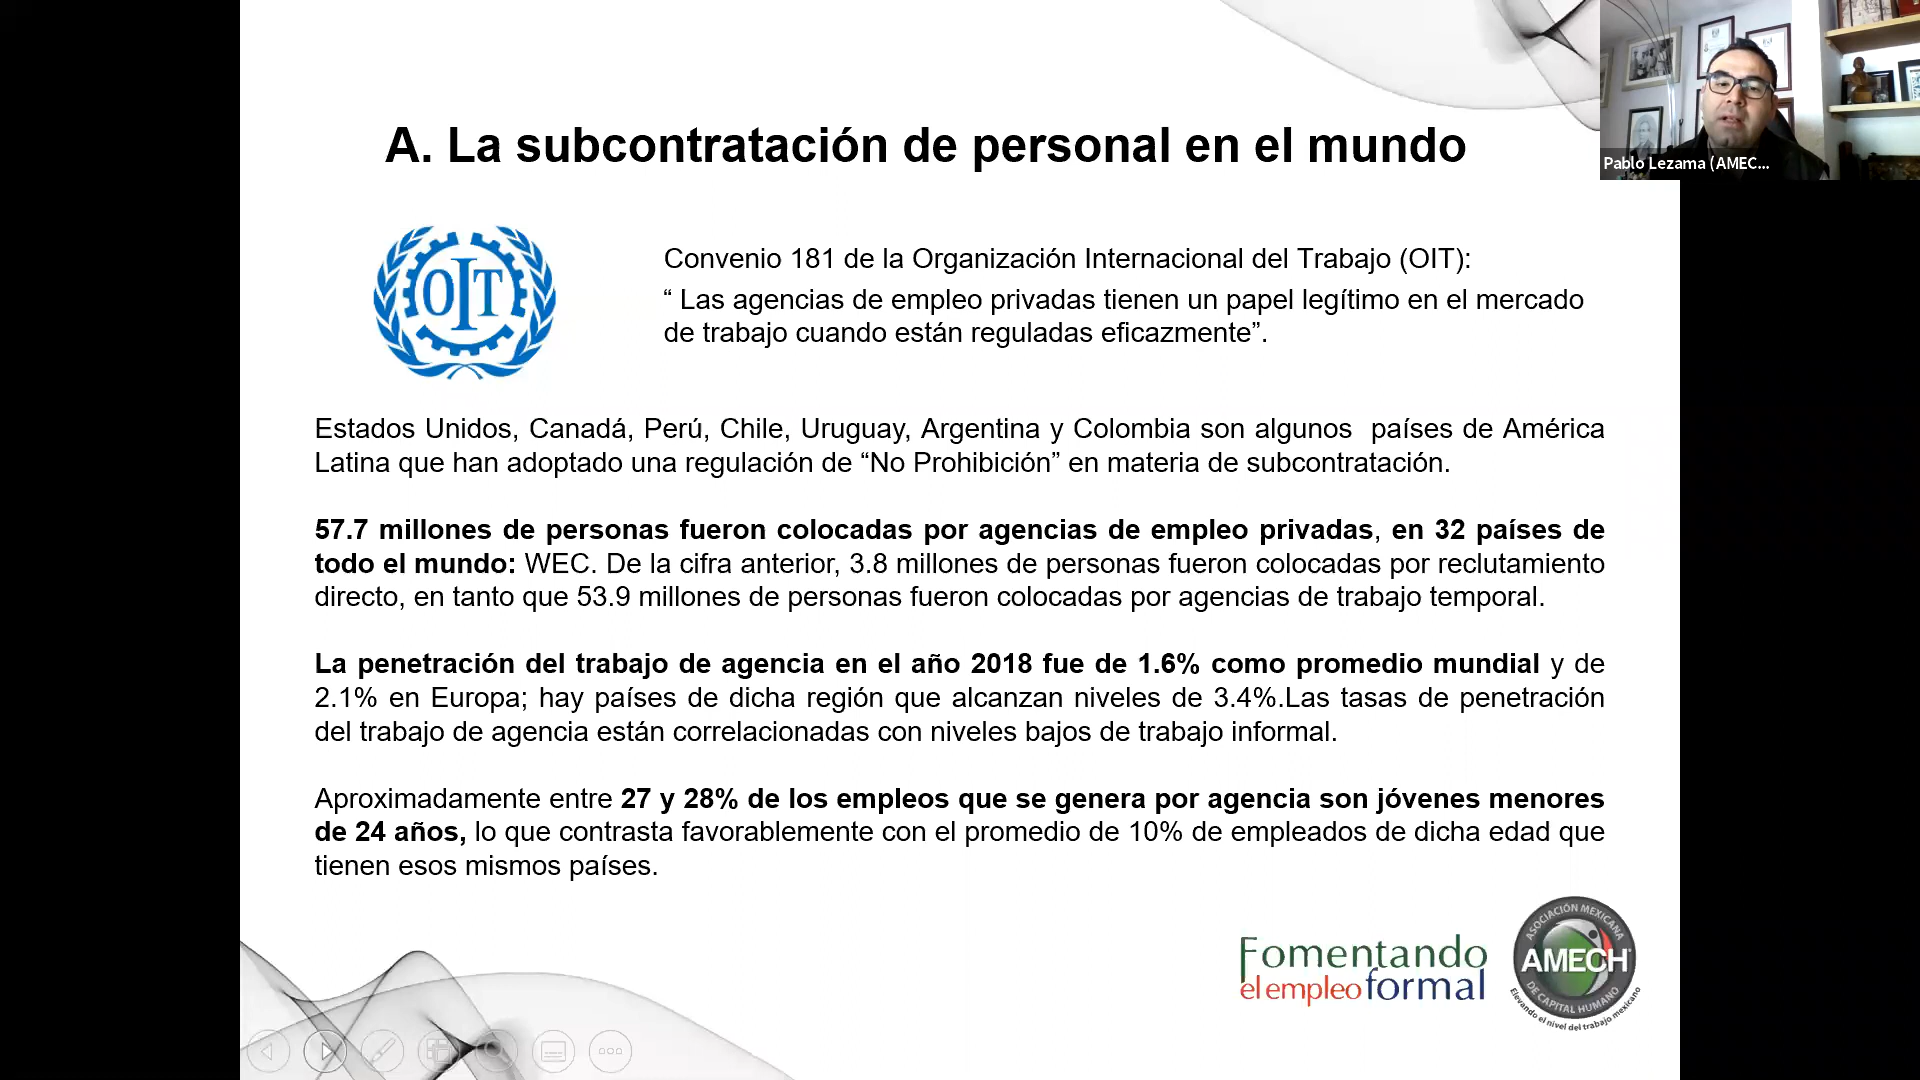 A. La subcontratación de personal en el mundo
Pablo Lezama (AMEC...
OIT
Convenio 181 de la Organización Internacional del Trabajo (OIT):
“ Las agencias de empleo privadas tienen un papel legítimo en el mercado
de trabajo cuando están reguladas eficazmente”.
Estados Unidos, Canadá, Perú, Chile, Uruguay, Argentina y Colombia son algunos  países de América
Latina que han adoptado una regulación de “No Prohibición” en materia de subcontratación.
57.7 millones de personas fueron colocadas por agencias de empleo privadas, en 32 países de
todo el mundo: WEC. De la cifra anterior, 3.8 millones de personas fueron colocadas por reclutamiento
directo, en tanto que 53.9 millones de personas fueron colocadas por agencias de trabajo temporal.
La penetración del trabajo de agencia en el año 2018 fue de 1.6% como promedio mundial y de
2.1% en Europa; hay países de dicha región que alcanzan niveles de 3.4%.Las tasas de penetración
del trabajo de agencia están correlacionadas con niveles bajos de trabajo informal.
Aproximadamente entre 27 y 28% de los empleos que se genera por agencia son jóvenes menores
de 24 años, lo que contrasta favorablemente con el promedio de 10% de empleados de dicha edad que
tienen esos mismos países.
Fomentando
el empleo formal
ASOCIACIÓN MEXICANA
AMECH
DE CAPITAL HUMANO
Elevando el nivel del trabajo mexicano